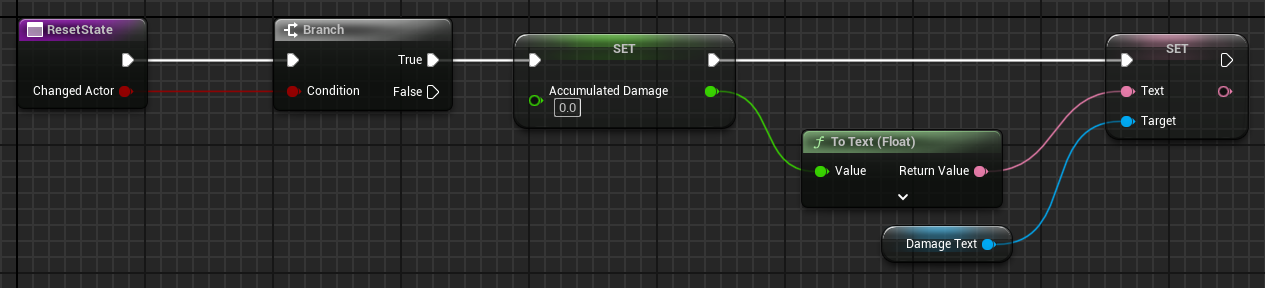 ResetState
Changed Actor
Branch
True
Condition
False
SET
Accumulated Damage
0.0
f To Text (Float)
Value
Return Value
Damage Text
SET
Text
Target